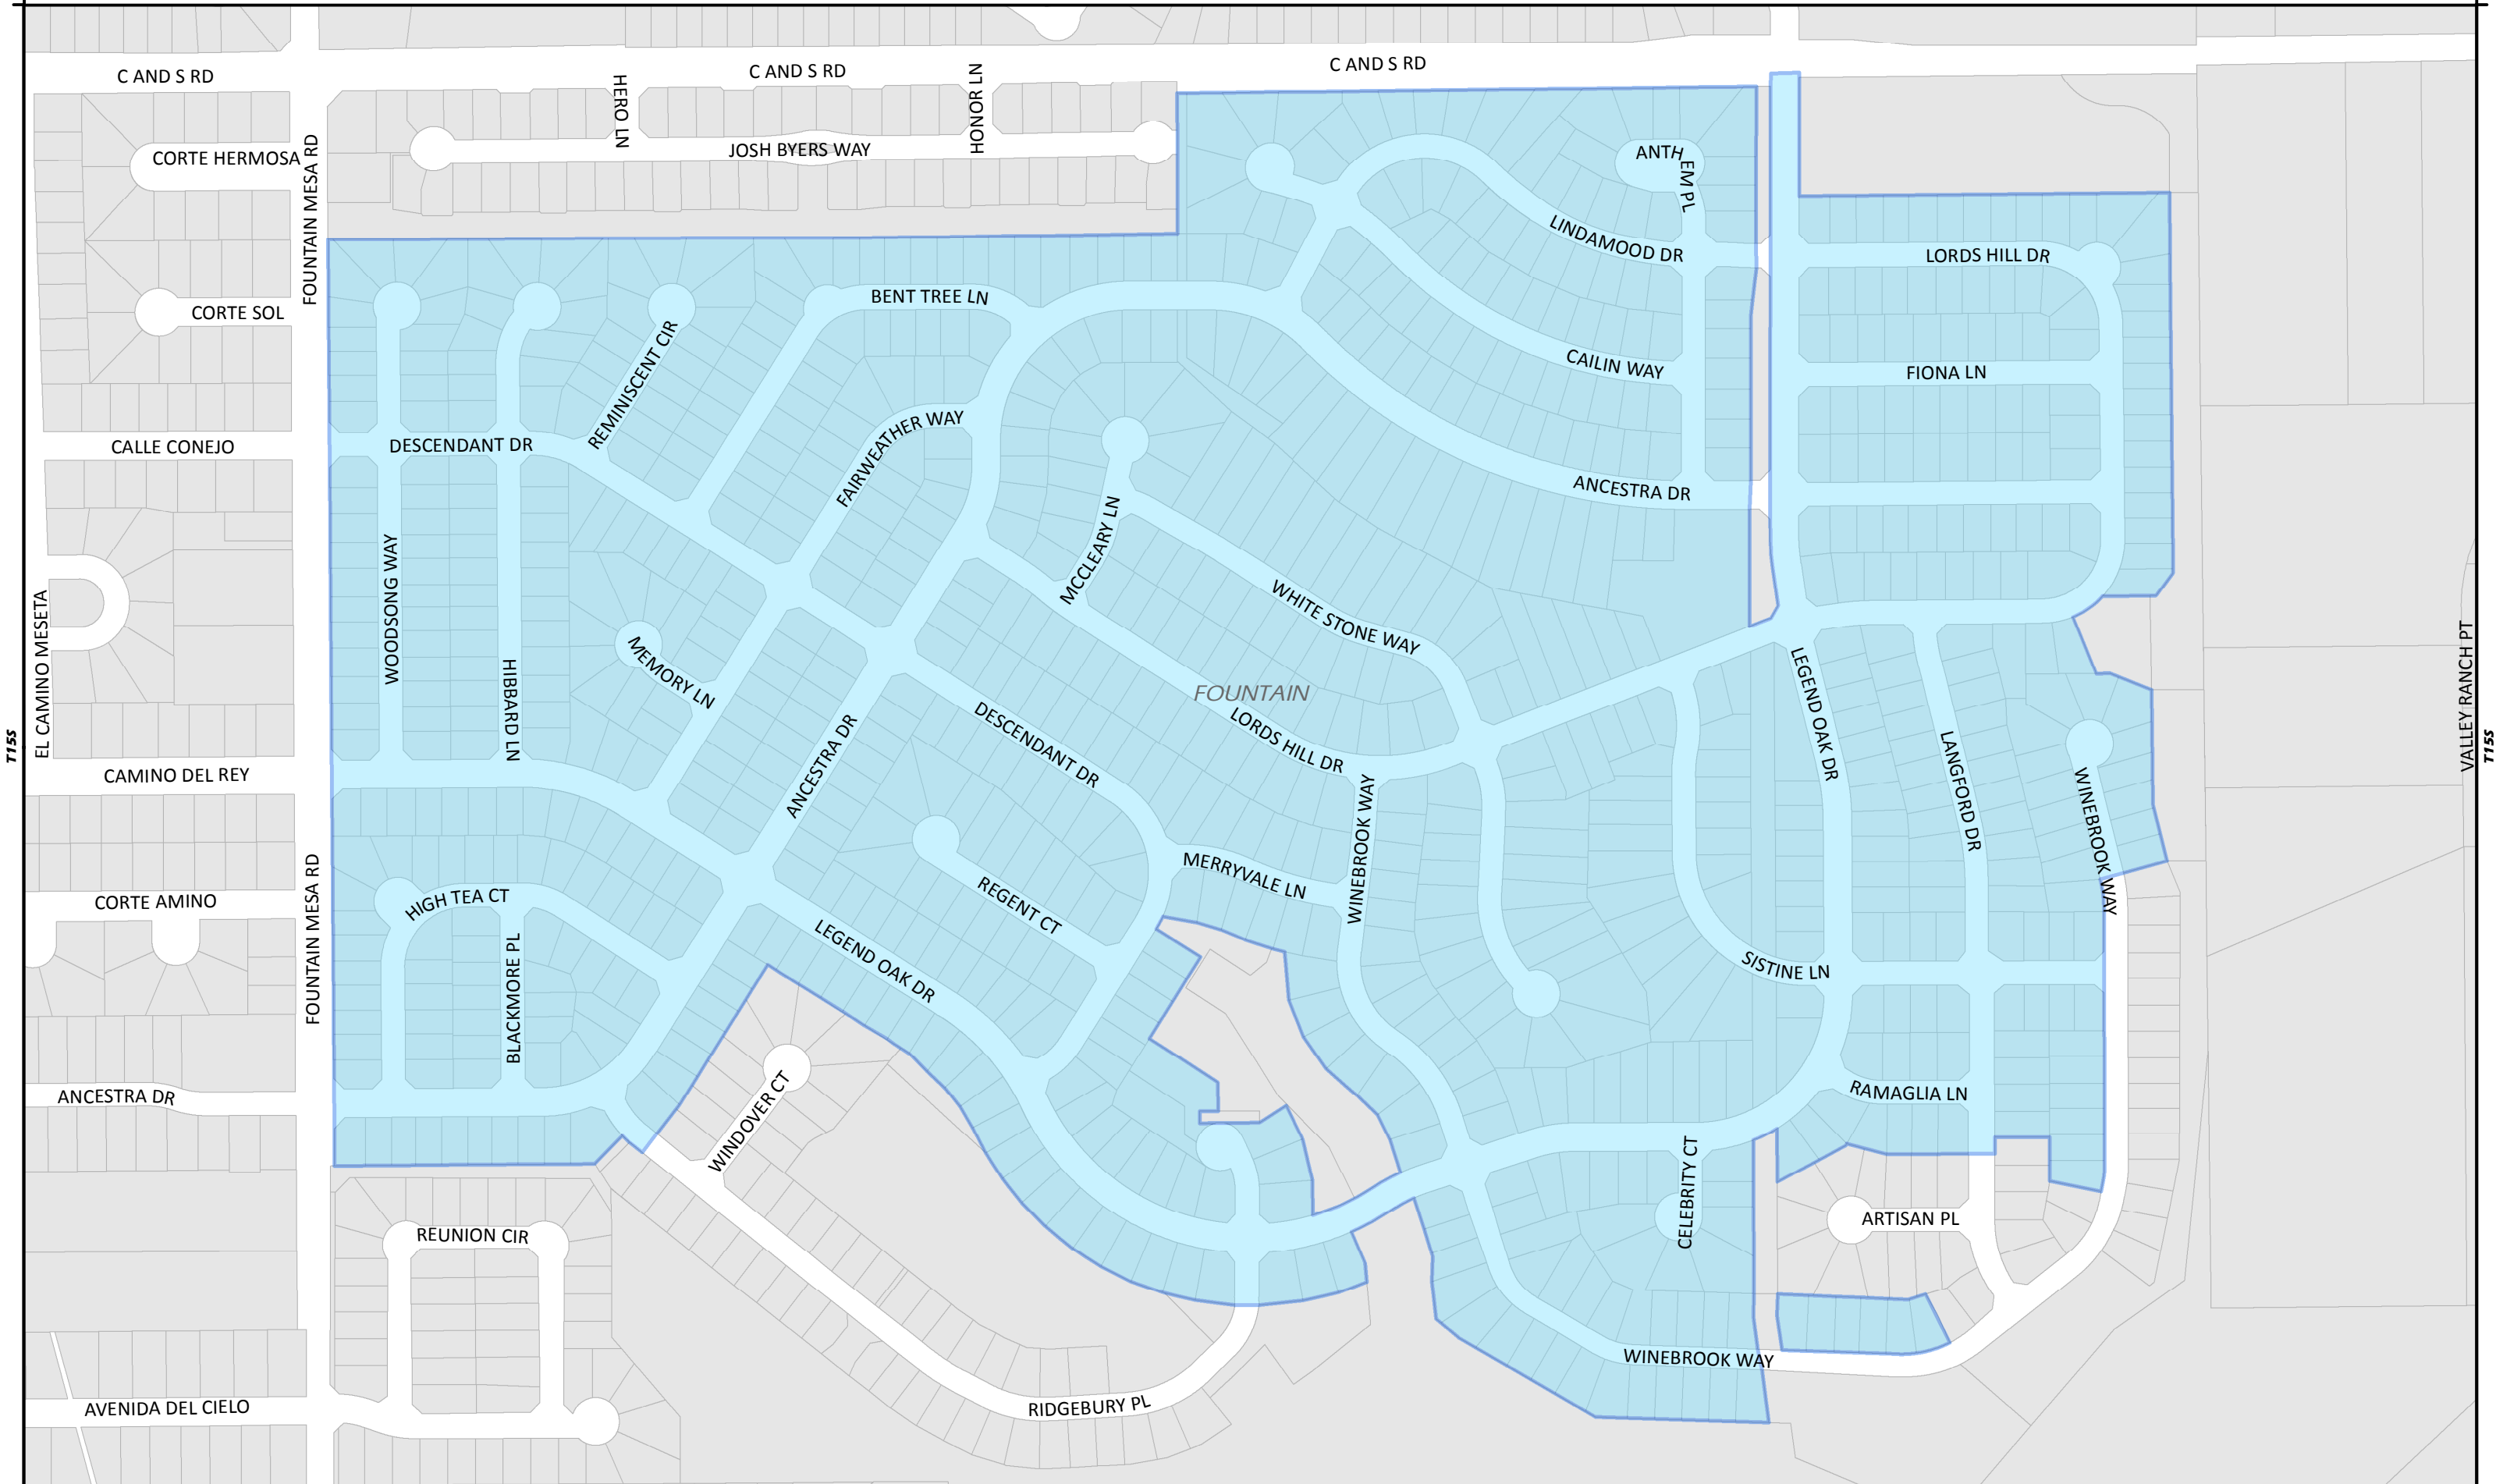 C AND S RD
C AND S RD
C AND S RD
HERO LN
HONOR LN
JOSH BYERS WAY
CORTE HERMOSA
FOUNTAIN MESA RD
ANTHEM PL
LINDAMOOD DR
LORDS HILL DR
CORTE SOL
BENT TREE LN
REMINISCENT CIR
CAILIN WAY
FIONA LN
CALLE CONEJO
DESCENDANT DR
FAIRWEATHER WAY
ANCESTRA DR
MCCLEARY LN
WOODSONG WAY
WHITE STONE WAY
EL CAMINO MESETA
HIBBARD LN
MEMORY LN
FOUNTAIN
LEGEND OAK DR
VALLEY RANCH PT
T15S
T15S
DESCENDANT DR
LORDS HILL DR
LANGFORD DR
ANCESTRA DR
CAMINO DEL REY
WINEBROOK WAY
WINEBROOK WAY
MERRYVALE LN
CORTE AMINO
FOUNTAIN MESA RD
HIGH TEA CT
REGENT CT
BLACKMORE PL
LEGEND OAK DR
SISTINE LN
ANCESTRA DR
RAMAGLIA LN
WINDOVER CT
CELEBRITY CT
ARTISAN PL
REUNION CIR
WINEBROOK WAY
AVENIDA DEL CIELO
RIDGEBURY PL